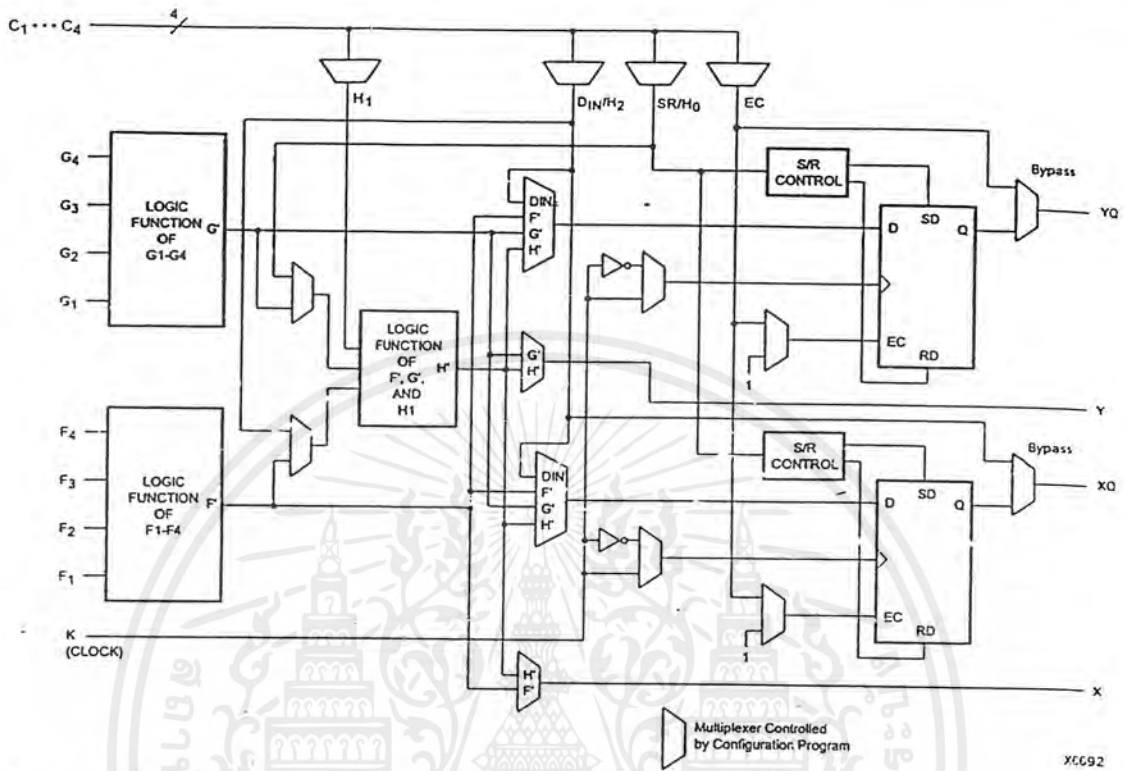 C1 ···· C4
4
H1
DIN/H2
SR/H0
EC
G4
G3
G2
G1
LOGIC
FUNCTION
OF
G1-G4
G'
DIN
F'
G'
H'
S/R
CONTROL
Bypass
D
SD
Q
YQ
EC
RD
1
LOGIC
FUNCTION
OF
F', G',
AND
H1
H'
G'
H'
Y
F4
F3
F2
F1
LOGIC
FUNCTION
OF
F1-F4
F'
DIN
F'
G'
H'
S/R
CONTROL
Bypass
D
SD
Q
XQ
EC
RD
1
K
(CLOCK)
H'
F'
X
Multiplexer Controlled
by Configuration Program